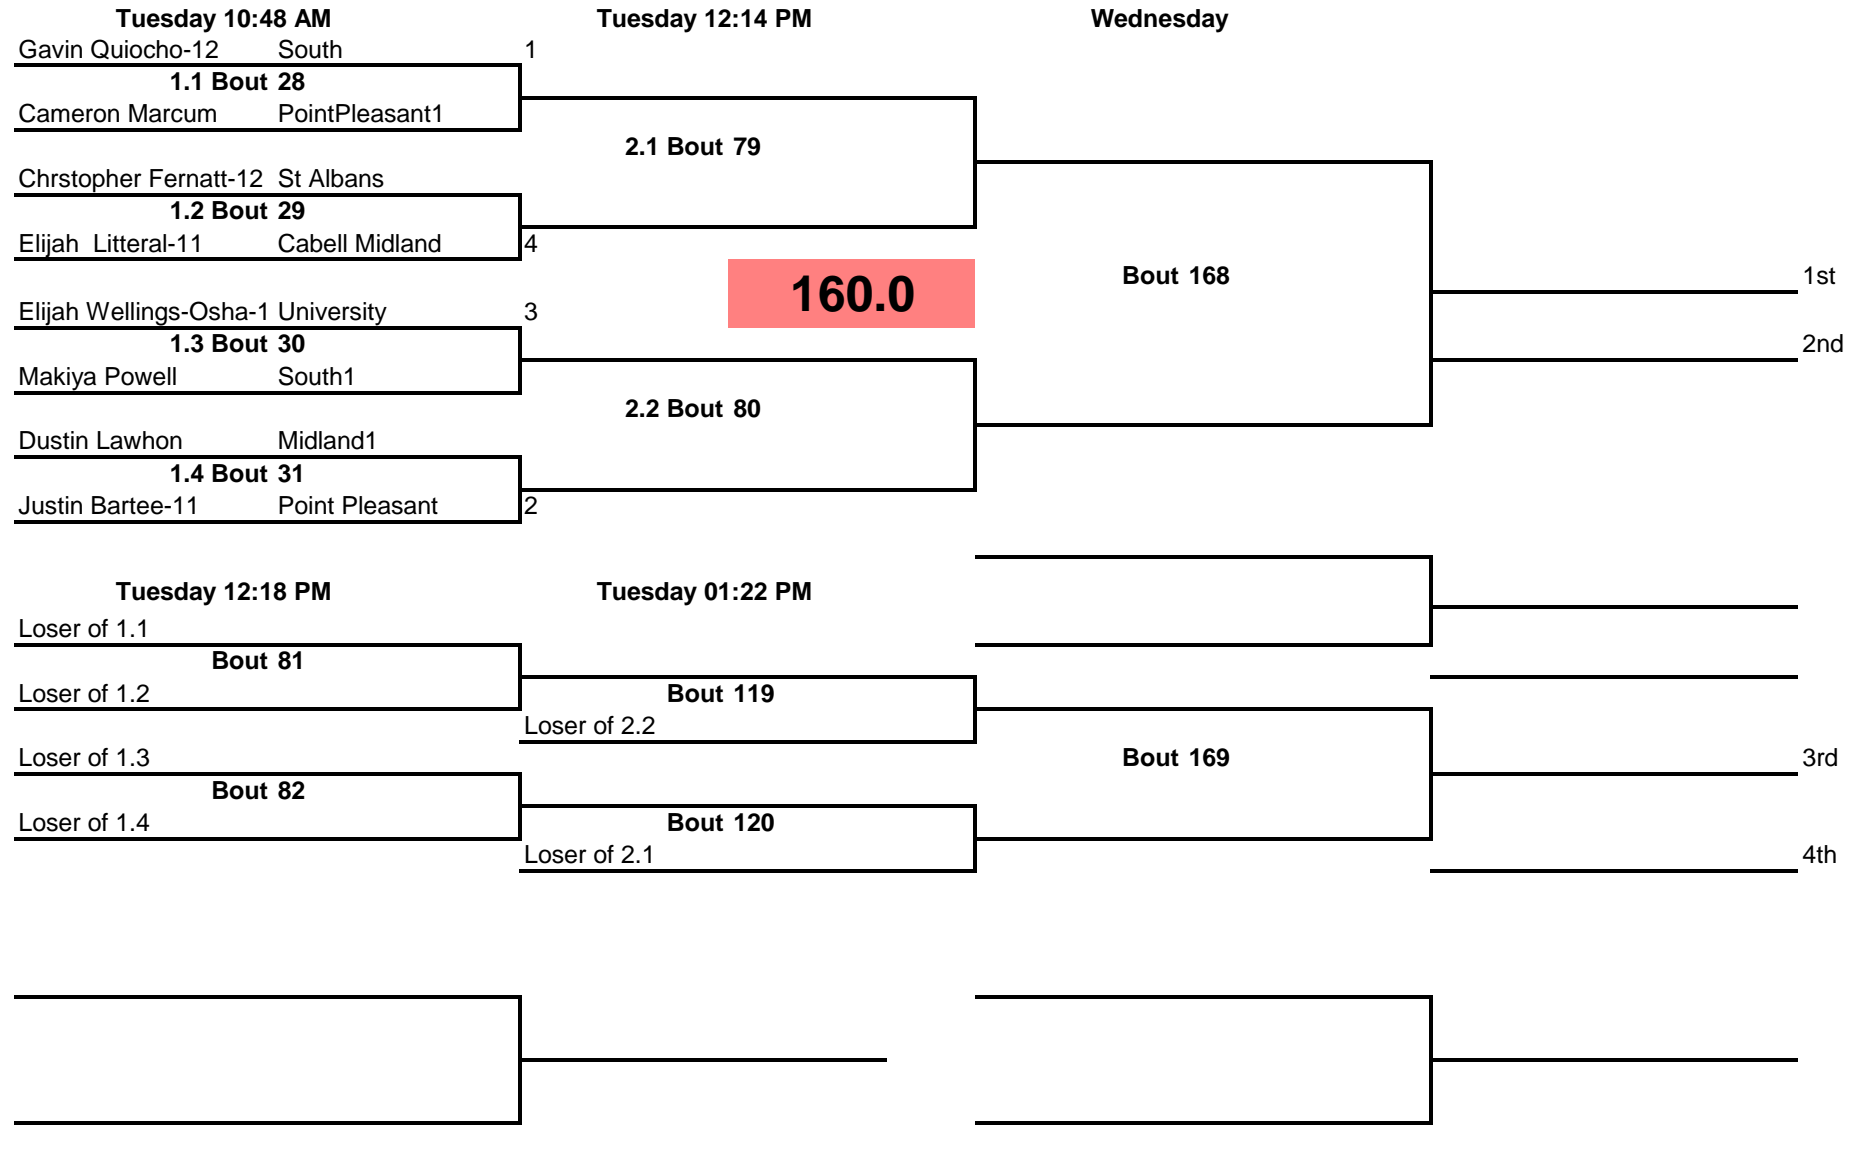 Tuesday 10:48 AM Tuesday 12:14 PM Wednesday
Gavin Quiocho-12 South 1
1.1 Bout 28
Cameron Marcum PointPleasant1
2.1 Bout 79
Chrstopher Fernatt-12 St Albans
1.2 Bout 29
Elijah  Litteral-11 Cabell Midland 4
160.0 Bout 168 1st
Elijah Wellings-Osha-1 University 3
1.3 Bout 30 2nd
Makiya Powell South1
2.2 Bout 80
Dustin Lawhon Midland1
1.4 Bout 31
Justin Bartee-11 Point Pleasant 2
Tuesday 12:18 PM Tuesday 01:22 PM
Loser of 1.1
Bout 81
Loser of 1.2 Bout 119
Loser of 2.2
Loser of 1.3 Bout 169 3rd
Bout 82
Loser of 1.4 Bout 120
Loser of 2.1 4th